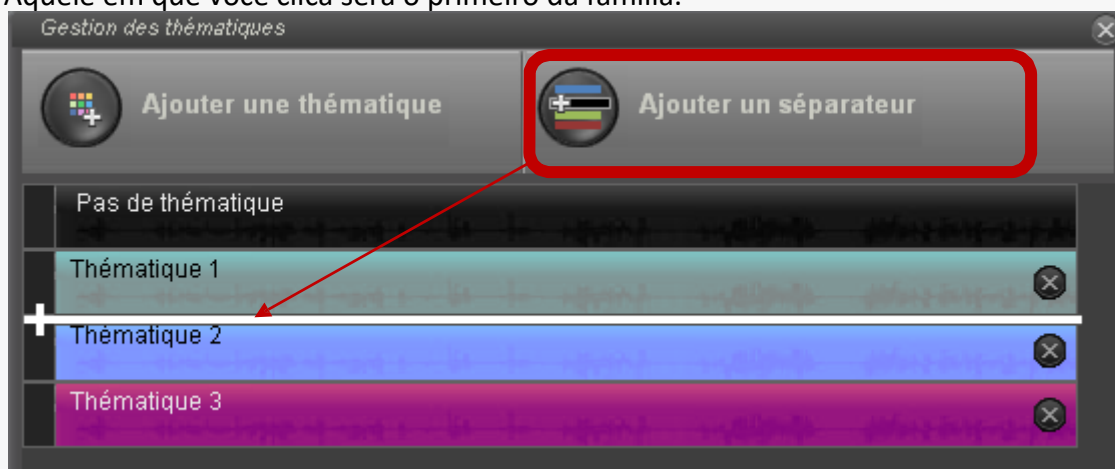 Aquele em que você clica será o primeiro da família.
Gestion des thématiques
Ajouter une thématique
Ajouter un séparateur
Pas de thématique
Thématique 1
Thématique 2
Thématique 3